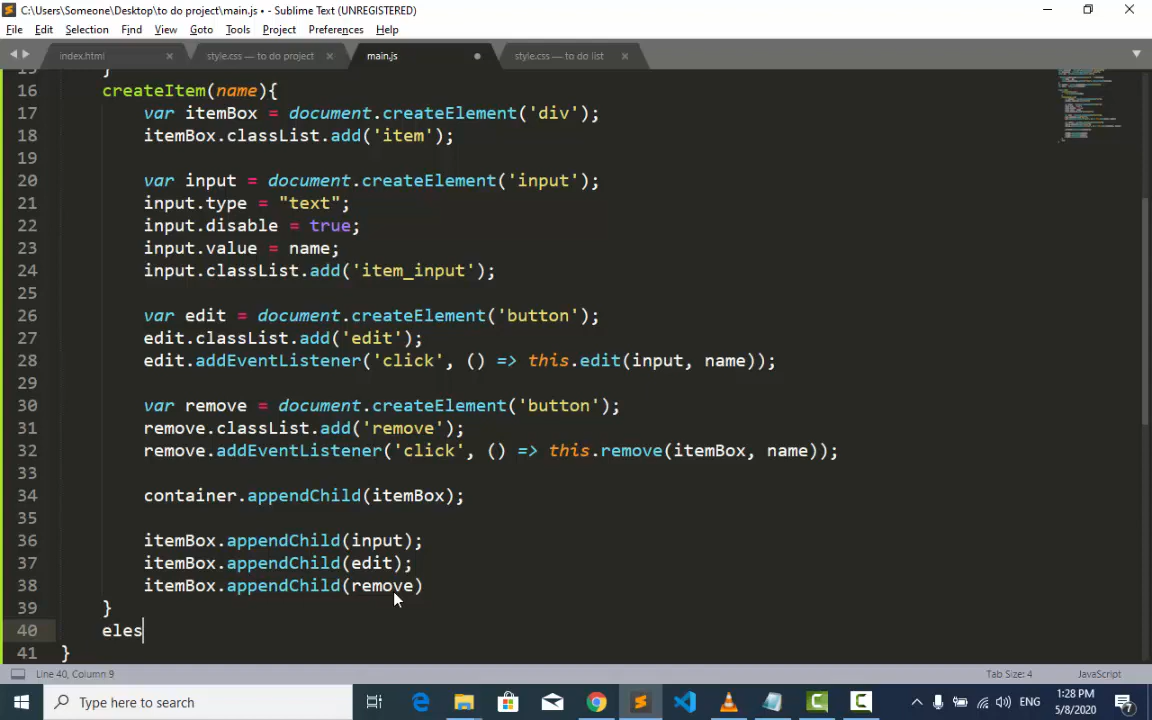 C:\Users\Someone\Desktop\to do project\main.js • - Sublime Text (UNREGISTERED)
File Edit Selection Find View Goto Tools Project Preferences Help
index.html style.css — to do project main.js style.css — to do list
16 createItem(name){
17 var itemBox = document.createElement('div');
18 itemBox.classList.add('item');
19
20 var input = document.createElement('input');
21 input.type = "text";
22 input.disable = true;
23 input.value = name;
24 input.classList.add('item_input');
25
26 var edit = document.createElement('button');
27 edit.classList.add('edit');
28 edit.addEventListener('click', () => this.edit(input, name));
29
30 var remove = document.createElement('button');
31 remove.classList.add('remove');
32 remove.addEventListener('click', () => this.remove(itemBox, name));
33
34 container.appendChild(itemBox);
35
36 itemBox.appendChild(input);
37 itemBox.appendChild(edit);
38 itemBox.appendChild(remove)
39 }
40 eles
41 }
Line 40, Column 9 Tab Size: 4 JavaScript
Type here to search ENG 1:28 PM
5/8/2020 7